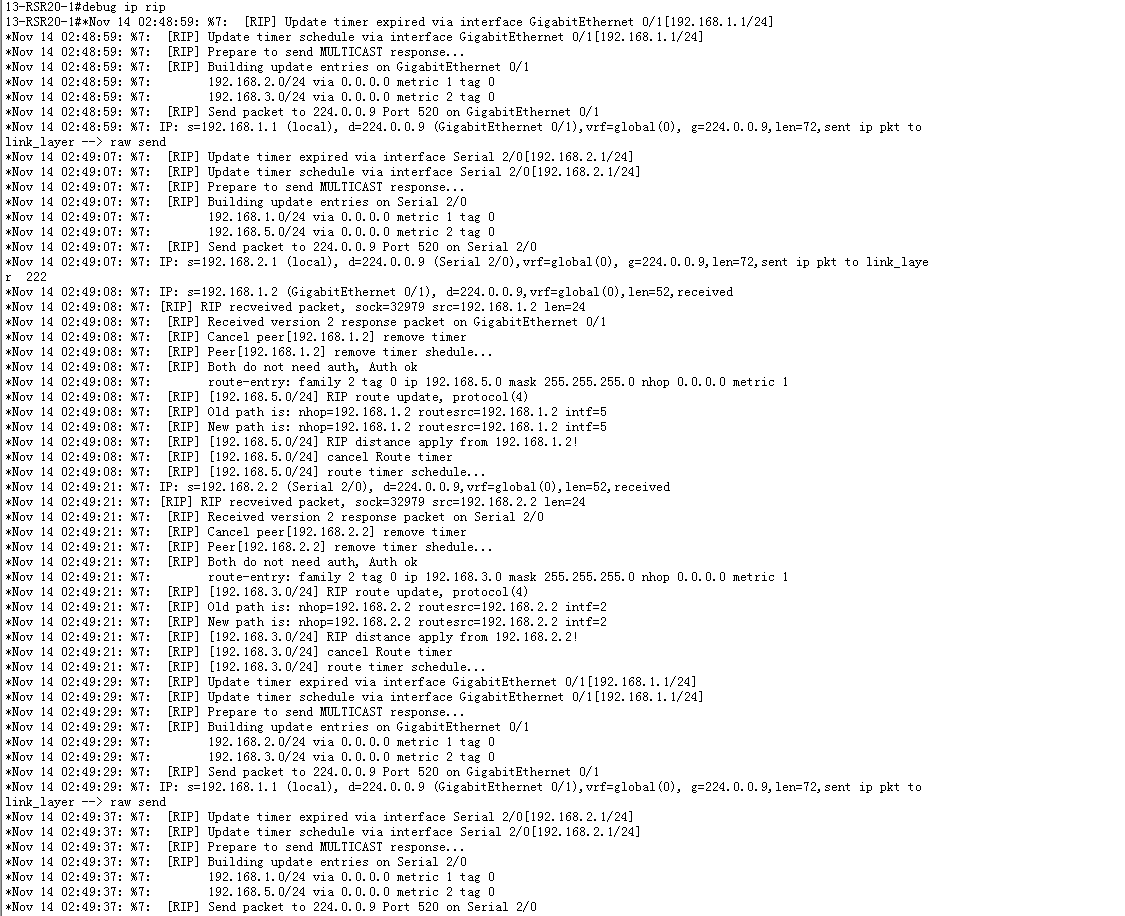 13-RSR20-1#debug ip rip
13-RSR20-1#*Nov 14 02:48:59: %7:  [RIP] Update timer expired via interface GigabitEthernet 0/1[192.168.1.1/24]
*Nov 14 02:48:59: %7:  [RIP] Update timer schedule via interface GigabitEthernet 0/1[192.168.1.1/24]
*Nov 14 02:48:59: %7:  [RIP] Prepare to send MULTICAST response...
*Nov 14 02:48:59: %7:  [RIP] Building update entries on GigabitEthernet 0/1
*Nov 14 02:48:59: %7:        192.168.2.0/24 via 0.0.0.0 metric 1 tag 0
*Nov 14 02:48:59: %7:        192.168.3.0/24 via 0.0.0.0 metric 2 tag 0
*Nov 14 02:48:59: %7:  [RIP] Send packet to 224.0.0.9 Port 520 on GigabitEthernet 0/1
*Nov 14 02:48:59: %7: IP: s=192.168.1.1 (local), d=224.0.0.9 (GigabitEthernet 0/1),vrf=global(0), g=224.0.0.9,len=72,sent ip pkt to
link_layer --> raw send
*Nov 14 02:49:07: %7:  [RIP] Update timer expired via interface Serial 2/0[192.168.2.1/24]
*Nov 14 02:49:07: %7:  [RIP] Update timer schedule via interface Serial 2/0[192.168.2.1/24]
*Nov 14 02:49:07: %7:  [RIP] Prepare to send MULTICAST response...
*Nov 14 02:49:07: %7:  [RIP] Building update entries on Serial 2/0
*Nov 14 02:49:07: %7:        192.168.1.0/24 via 0.0.0.0 metric 1 tag 0
*Nov 14 02:49:07: %7:        192.168.5.0/24 via 0.0.0.0 metric 2 tag 0
*Nov 14 02:49:07: %7:  [RIP] Send packet to 224.0.0.9 Port 520 on Serial 2/0
*Nov 14 02:49:07: %7: IP: s=192.168.2.1 (local), d=224.0.0.9 (Serial 2/0),vrf=global(0), g=224.0.0.9,len=72,sent ip pkt to link_laye
r  222
*Nov 14 02:49:08: %7: IP: s=192.168.1.2 (GigabitEthernet 0/1), d=224.0.0.9,vrf=global(0),len=52,received
*Nov 14 02:49:08: %7: [RIP] RIP recveived packet, sock=32979 src=192.168.1.2 len=24
*Nov 14 02:49:08: %7:  [RIP] Received version 2 response packet on GigabitEthernet 0/1
*Nov 14 02:49:08: %7:  [RIP] Cancel peer[192.168.1.2] remove timer
*Nov 14 02:49:08: %7:  [RIP] Peer[192.168.1.2] remove timer shedule...
*Nov 14 02:49:08: %7:  [RIP] Both do not need auth, Auth ok
*Nov 14 02:49:08: %7:        route-entry: family 2 tag 0 ip 192.168.5.0 mask 255.255.255.0 nhop 0.0.0.0 metric 1
*Nov 14 02:49:08: %7:  [RIP] [192.168.5.0/24] RIP route update, protocol(4)
*Nov 14 02:49:08: %7:  [RIP] Old path is: nhop=192.168.1.2 routesrc=192.168.1.2 intf=5
*Nov 14 02:49:08: %7:  [RIP] New path is: nhop=192.168.1.2 routesrc=192.168.1.2 intf=5
*Nov 14 02:49:08: %7:  [RIP] [192.168.5.0/24] RIP distance apply from 192.168.1.2!
*Nov 14 02:49:08: %7:  [RIP] [192.168.5.0/24] cancel Route timer
*Nov 14 02:49:08: %7:  [RIP] [192.168.5.0/24] route timer schedule...
*Nov 14 02:49:21: %7: IP: s=192.168.2.2 (Serial 2/0), d=224.0.0.9,vrf=global(0),len=52,received
*Nov 14 02:49:21: %7: [RIP] RIP recveived packet, sock=32979 src=192.168.2.2 len=24
*Nov 14 02:49:21: %7:  [RIP] Received version 2 response packet on Serial 2/0
*Nov 14 02:49:21: %7:  [RIP] Cancel peer[192.168.2.2] remove timer
*Nov 14 02:49:21: %7:  [RIP] Peer[192.168.2.2] remove timer shedule...
*Nov 14 02:49:21: %7:  [RIP] Both do not need auth, Auth ok
*Nov 14 02:49:21: %7:        route-entry: family 2 tag 0 ip 192.168.3.0 mask 255.255.255.0 nhop 0.0.0.0 metric 1
*Nov 14 02:49:21: %7:  [RIP] [192.168.3.0/24] RIP route update, protocol(4)
*Nov 14 02:49:21: %7:  [RIP] Old path is: nhop=192.168.2.2 routesrc=192.168.2.2 intf=2
*Nov 14 02:49:21: %7:  [RIP] New path is: nhop=192.168.2.2 routesrc=192.168.2.2 intf=2
*Nov 14 02:49:21: %7:  [RIP] [192.168.3.0/24] RIP distance apply from 192.168.2.2!
*Nov 14 02:49:21: %7:  [RIP] [192.168.3.0/24] cancel Route timer
*Nov 14 02:49:21: %7:  [RIP] [192.168.3.0/24] route timer schedule...
*Nov 14 02:49:29: %7:  [RIP] Update timer expired via interface GigabitEthernet 0/1[192.168.1.1/24]
*Nov 14 02:49:29: %7:  [RIP] Update timer schedule via interface GigabitEthernet 0/1[192.168.1.1/24]
*Nov 14 02:49:29: %7:  [RIP] Prepare to send MULTICAST response...
*Nov 14 02:49:29: %7:  [RIP] Building update entries on GigabitEthernet 0/1
*Nov 14 02:49:29: %7:        192.168.2.0/24 via 0.0.0.0 metric 1 tag 0
*Nov 14 02:49:29: %7:        192.168.3.0/24 via 0.0.0.0 metric 2 tag 0
*Nov 14 02:49:29: %7:  [RIP] Send packet to 224.0.0.9 Port 520 on GigabitEthernet 0/1
*Nov 14 02:49:29: %7: IP: s=192.168.1.1 (local), d=224.0.0.9 (GigabitEthernet 0/1),vrf=global(0), g=224.0.0.9,len=72,sent ip pkt to
link_layer --> raw send
*Nov 14 02:49:37: %7:  [RIP] Update timer expired via interface Serial 2/0[192.168.2.1/24]
*Nov 14 02:49:37: %7:  [RIP] Update timer schedule via interface Serial 2/0[192.168.2.1/24]
*Nov 14 02:49:37: %7:  [RIP] Prepare to send MULTICAST response...
*Nov 14 02:49:37: %7:  [RIP] Building update entries on Serial 2/0
*Nov 14 02:49:37: %7:        192.168.1.0/24 via 0.0.0.0 metric 1 tag 0
*Nov 14 02:49:37: %7:        192.168.5.0/24 via 0.0.0.0 metric 2 tag 0
*Nov 14 02:49:37: %7:  [RIP] Send packet to 224.0.0.9 Port 520 on Serial 2/0